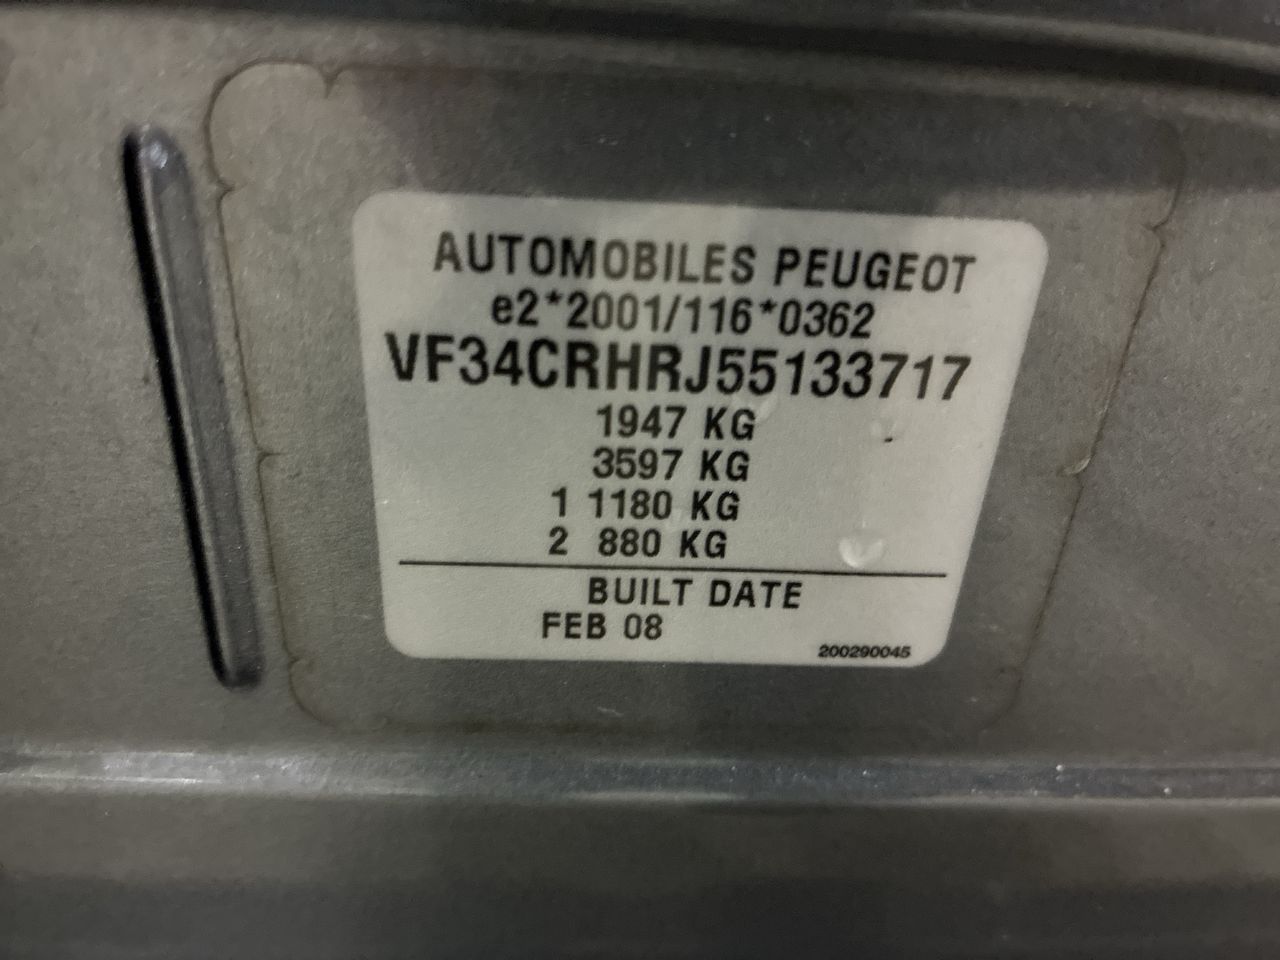 AUTOMOBILES PEUGEOT
e2*2001/116*0362
VF34CRHRJ55133717
1947 KG
3597 KG
1 1180 KG
2 880 KG
BUILT DATE
FEB 08
200290045